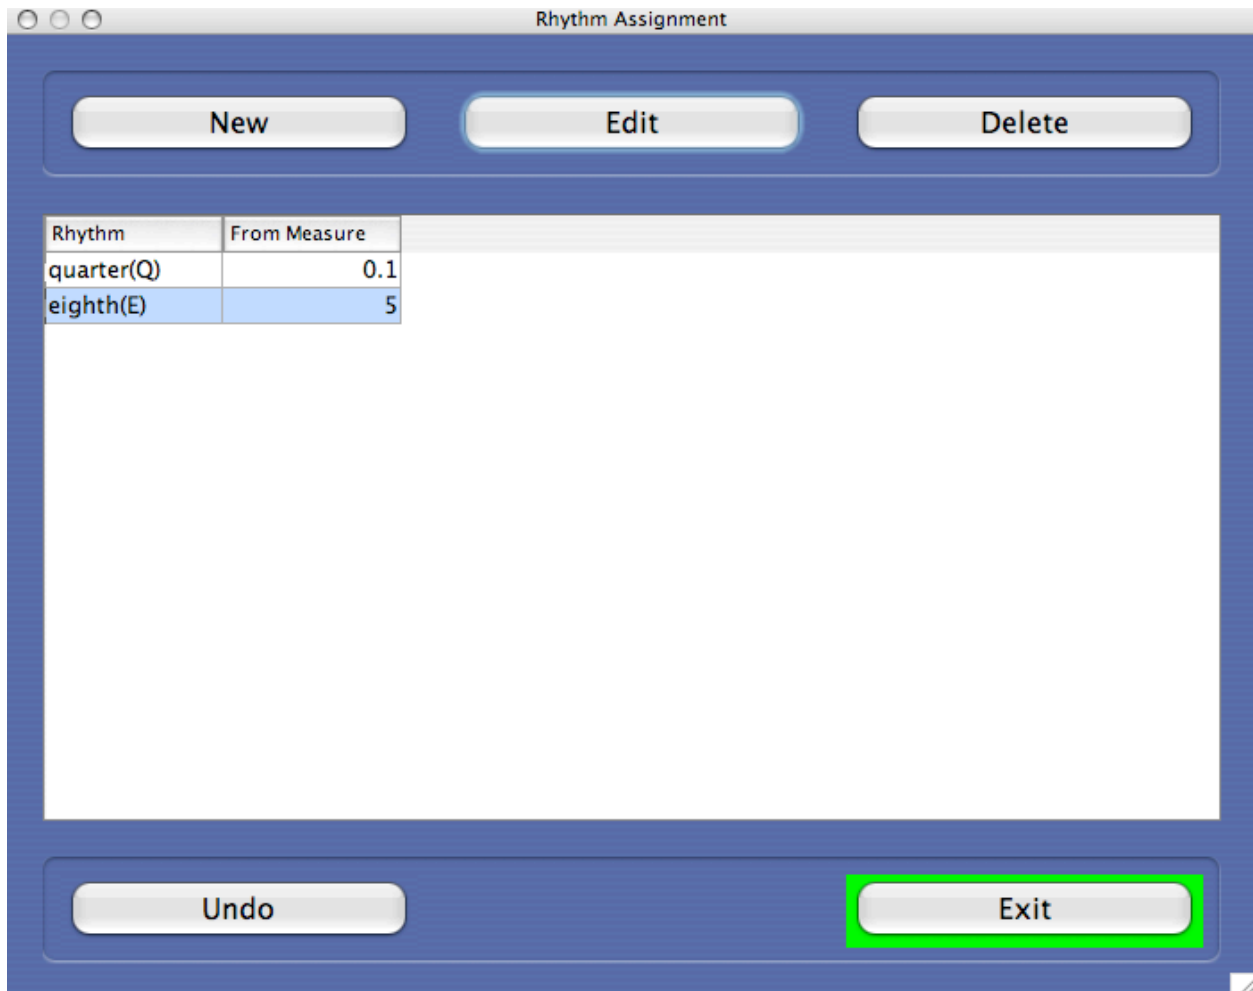 Rhythm Assignment
New Edit Delete
Rhythm From Measure
quarter(Q) 0.1
eighth(E) 5
Undo Exit